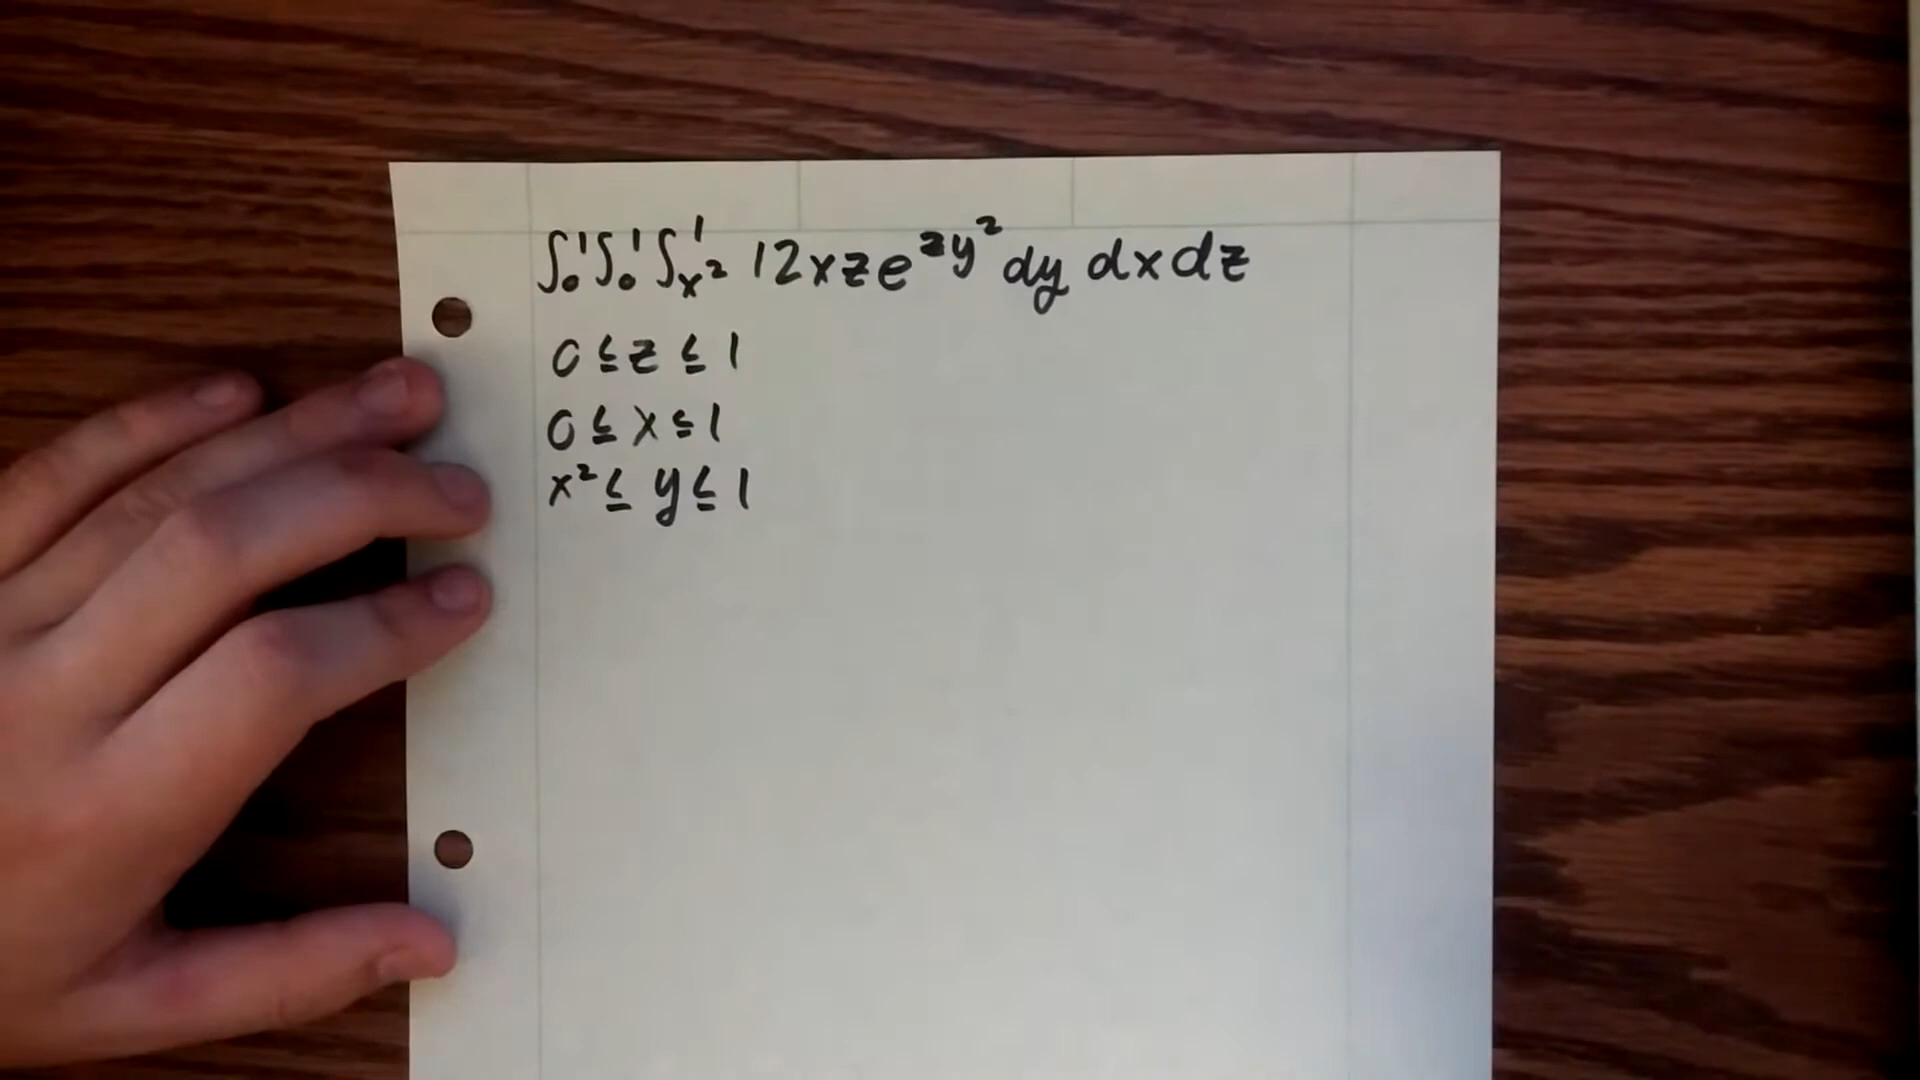 ∫₀¹∫₀¹∫ₓ²¹ 12xze^(zy²) dy dx dz
0 ≤ z ≤ 1
0 ≤ x ≤ 1
x² ≤ y ≤ 1